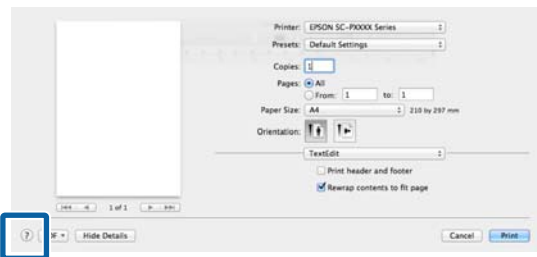 Printer: EPSON SC-PXXXX Series
Presets: Default Settings
Copies: 1
Pages: All
From: 1 to: 1
Paper Size: A4 210 by 297 mm
Orientation:
TextEdit
Print header and footer
Rewrap contents to fit page
1 of 1
? DF Hide Details Cancel Print